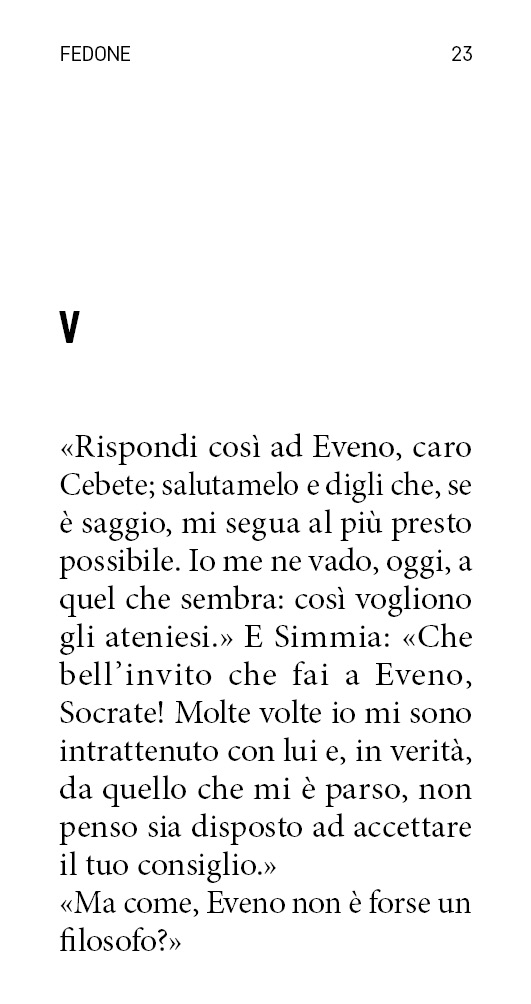 FEDONE 23
V
«Rispondi così ad Eveno, caro
Cebete; salutamelo e digli che, se
è saggio, mi segua al più presto
possibile. Io me ne vado, oggi, a
quel che sembra: così vogliono
gli ateniesi.» E Simmia: «Che
bell’invito che fai a Eveno,
Socrate! Molte volte io mi sono
intrattenuto con lui e, in verità,
da quello che mi è parso, non
penso sia disposto ad accettare
il tuo consiglio.»
«Ma come, Eveno non è forse un
filosofo?»